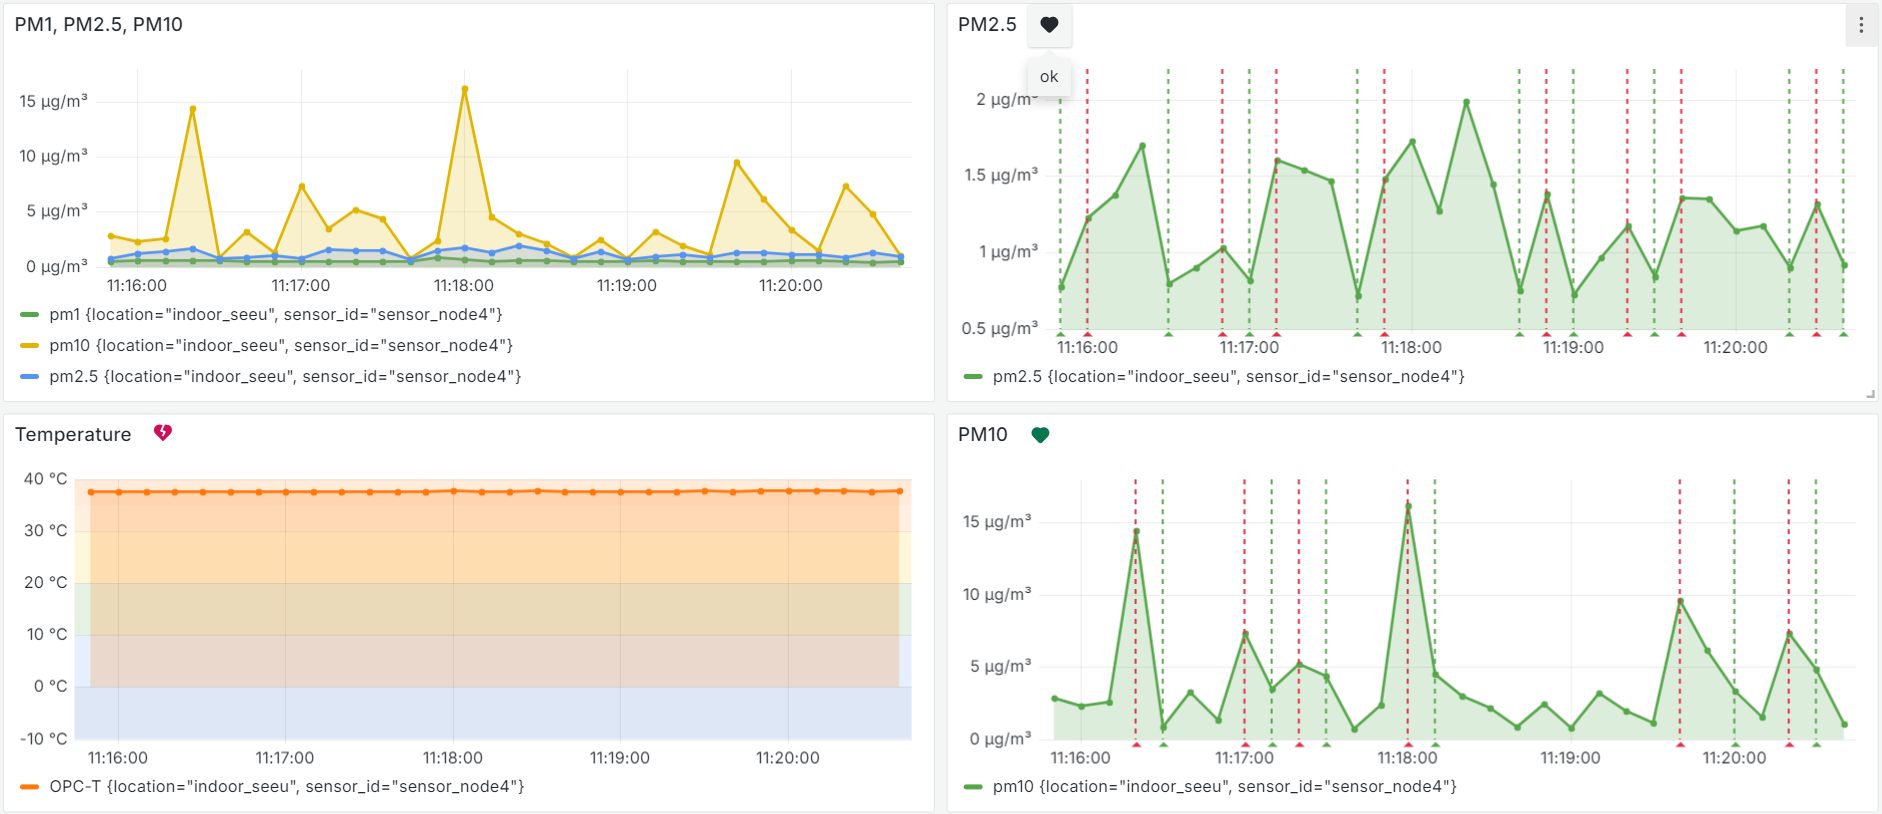 PM1, PM2.5, PM10
15 μg/m³
10 μg/m³
5 μg/m³
0 μg/m³
11:16:00 11:17:00 11:18:00 11:19:00 11:20:00
pm1 {location="indoor_seeu", sensor_id="sensor_node4"}
pm10 {location="indoor_seeu", sensor_id="sensor_node4"}
pm2.5 {location="indoor_seeu", sensor_id="sensor_node4"}
PM2.5
ok
2 μg/m³
1.5 μg/m³
1 μg/m³
0.5 μg/m³
11:16:00 11:17:00 11:18:00 11:19:00 11:20:00
pm2.5 {location="indoor_seeu", sensor_id="sensor_node4"}
Temperature
40 °C
30 °C
20 °C
10 °C
0 °C
-10 °C
11:16:00 11:17:00 11:18:00 11:19:00 11:20:00
OPC-T {location="indoor_seeu", sensor_id="sensor_node4"}
PM10
15 μg/m³
10 μg/m³
5 μg/m³
0 μg/m³
11:16:00 11:17:00 11:18:00 11:19:00 11:20:00
pm10 {location="indoor_seeu", sensor_id="sensor_node4"}